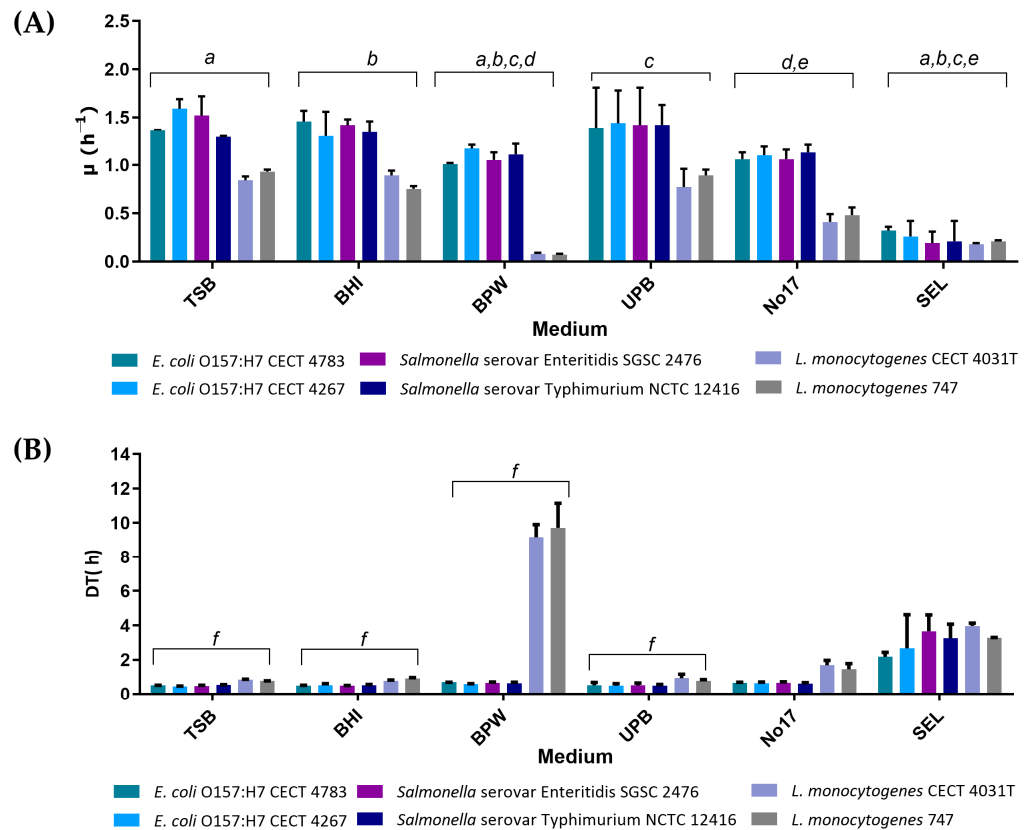 (A)
2.5
2.0
1.5
1.0
0.5
0.0
μ (h⁻¹)
a
b
a,b,c,d
c
d,e
a,b,c,e
TSB
BHI
BPW
UPB
No17
SEL
Medium
E. coli O157:H7 CECT 4783
Salmonella serovar Enteritidis SGSC 2476
L. monocytogenes CECT 4031T
E. coli O157:H7 CECT 4267
Salmonella serovar Typhimurium NCTC 12416
L. monocytogenes 747
(B)
14
12
10
8
6
4
2
0
DT( h)
f
f
f
f
TSB
BHI
BPW
UPB
No17
SEL
Medium
E. coli O157:H7 CECT 4783
Salmonella serovar Enteritidis SGSC 2476
L. monocytogenes CECT 4031T
E. coli O157:H7 CECT 4267
Salmonella serovar Typhimurium NCTC 12416
L. monocytogenes 747